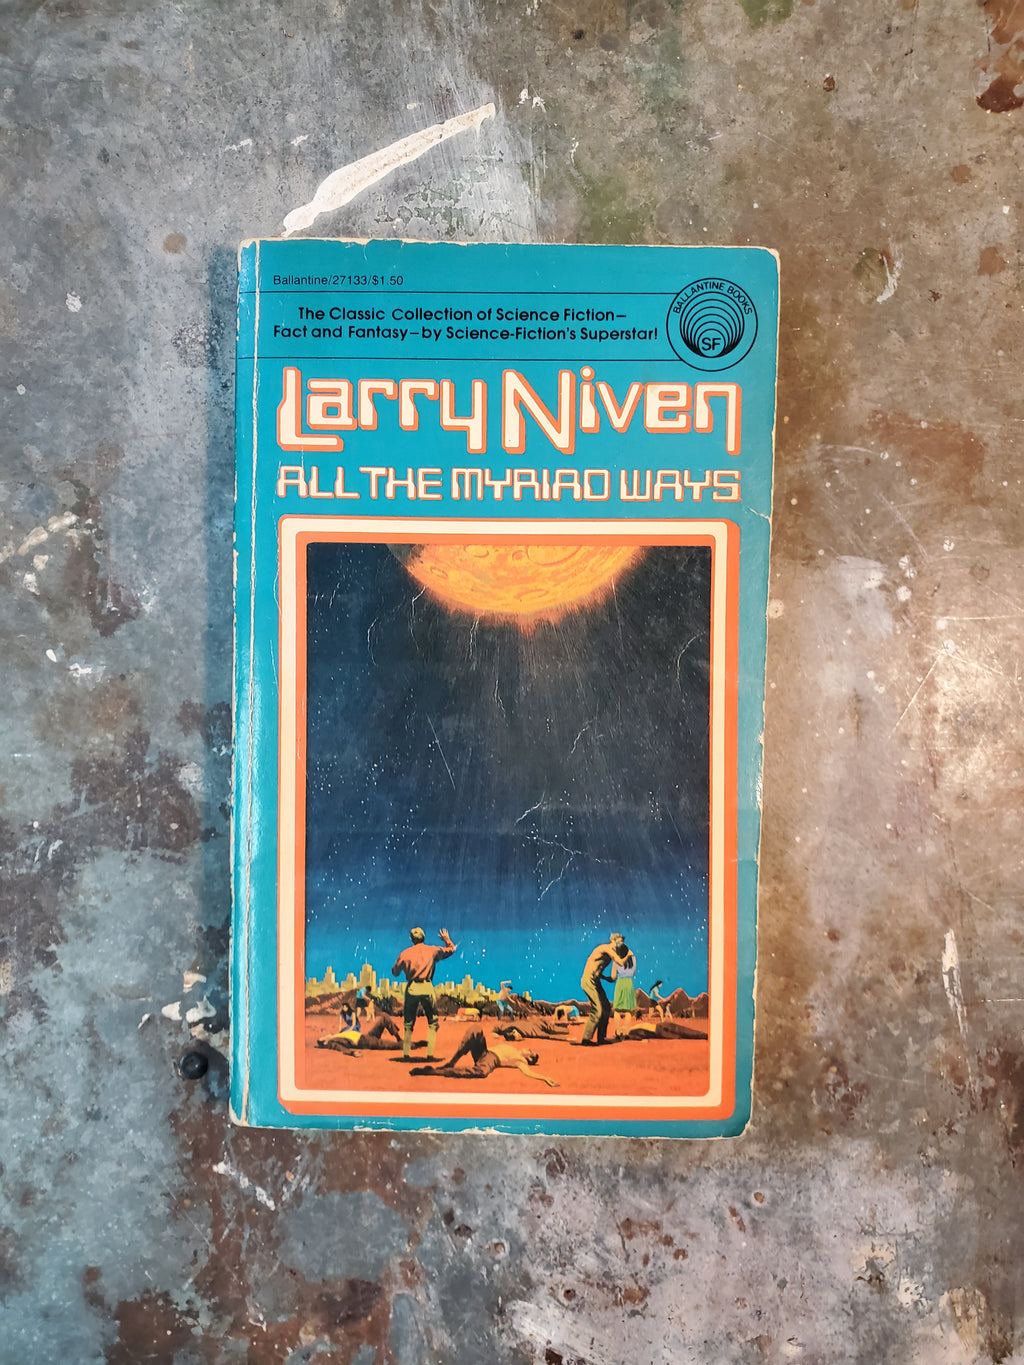 Ballantine/27133/$1.50
The Classic Collection of Science Fiction—
Fact and Fantasy—by Science-Fiction's Superstar!
BALLANTINE BOOKS
SF
Larry Niven
ALL THE MYRIAD WAYS